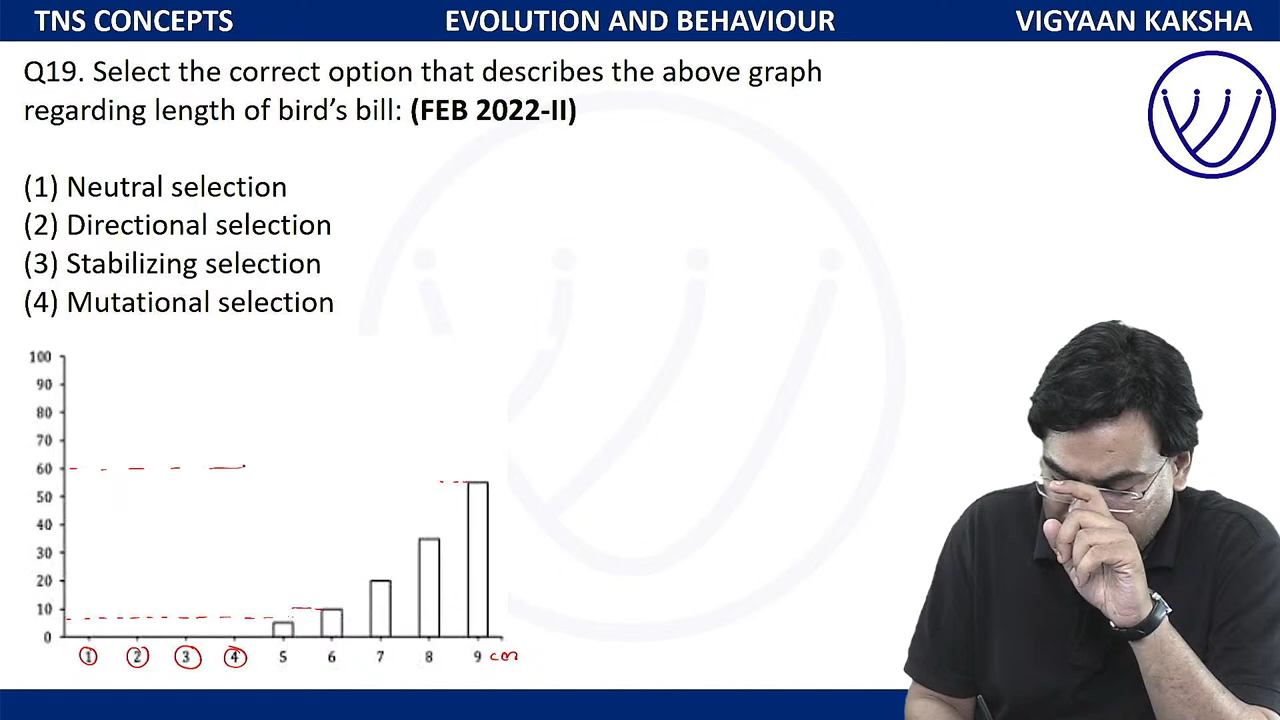 TNS CONCEPTS EVOLUTION AND BEHAVIOUR VIGYAAN KAKSHA
Q19. Select the correct option that describes the above graph
regarding length of bird's bill: (FEB 2022-II)
(1) Neutral selection
(2) Directional selection
(3) Stabilizing selection
(4) Mutational selection
100
90
80
70
60
50
40
30
20
10
0
1 2 3 4 5 6 7 8 9 cm